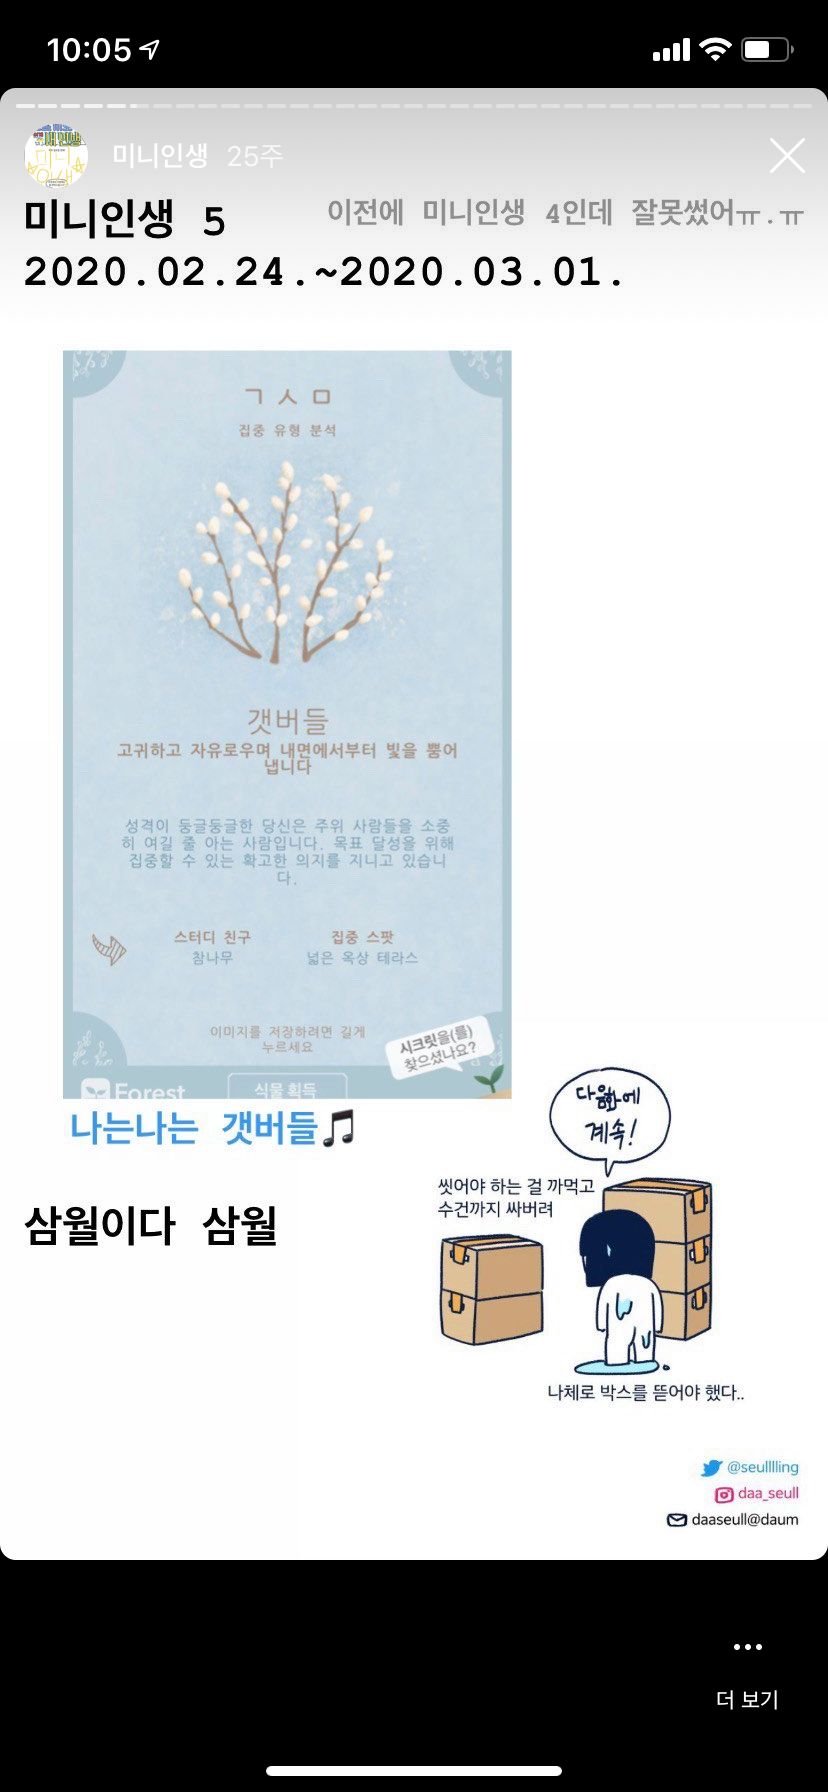 10:05
미니인생 25주
미니인생 5
이전에 미니인생 4인데 잘못썼어ㅠ.ㅠ
2020.02.24.~2020.03.01.
ㄱㅅㅁ
집중 유형 분석
갯버들
고귀하고 자유로우며 내면에서부터 빛을 뿜어
냅니다
성격이 둥글둥글한 당신은 주위 사람들을 소중
히 여길 줄 아는 사람입니다. 목표 달성을 위해
집중할 수 있는 확고한 의지를 지니고 있습니
다.
스터디 친구
참나무
집중 스팟
넓은 옥상 테라스
이미지를 저장하려면 길게
누르세요
시크릿을(를)
찾으셨나요?
Forest
식물 획득
나는나는 갯버들🎵
삼월이다 삼월
다음화에
계속!
씻어야 하는 걸 까먹고
수건까지 싸버려
나체로 박스를 뜯어야 했다..
@seulllling
daa_seull
daaseull@daum
더 보기